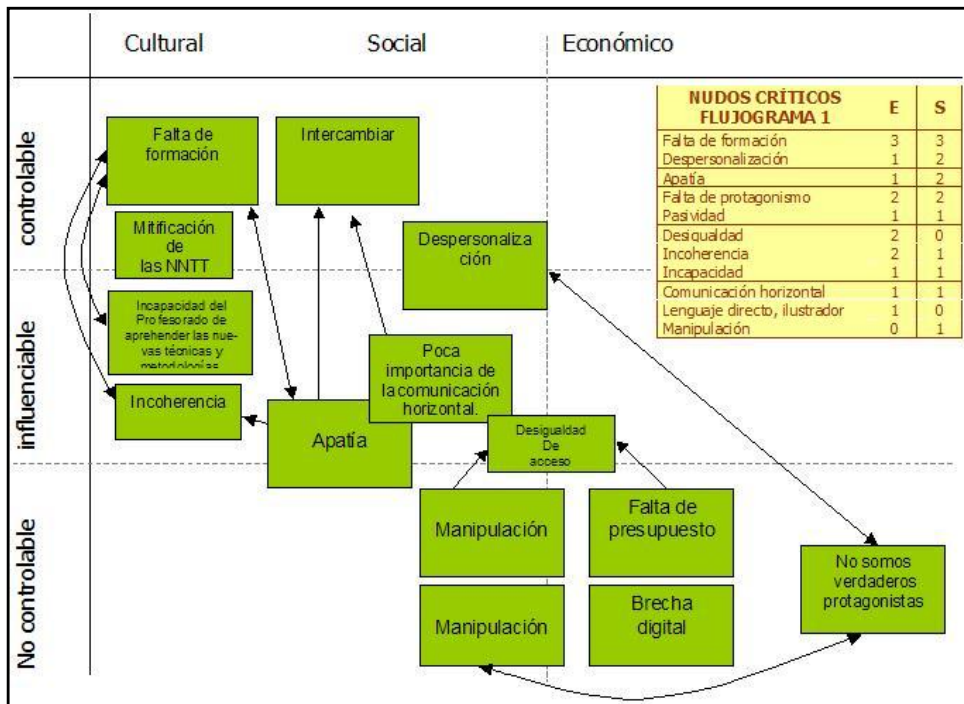 Cultural
Social
Económico
controlable
influenciable
No controlable
NUDOS CRÍTICOS
FLUJOGRAMA 1
E
S
Falta de formación 3 3
Despersonalización 1 2
Apatía 1 2
Falta de protagonismo 2 2
Pasividad 1 1
Desigualdad 2 0
Incoherencia 2 1
Incapacidad 1 1
Comunicación horizontal 1 1
Lenguaje directo, ilustrador 1 0
Manipulación 0 1
Falta de
formación
Intercambiar
Mitificación
de
las NNTT
Despersonaliza
ción
Incapacidad del
Profesorado de
aprehender las nue-
vas técnicas y
metodologías
Incoherencia
Poca
importancia de
la comunicación
horizontal.
Apatía
Desigualdad
De
acceso
Manipulación
Falta de
presupuesto
No somos
verdaderos
protagonistas
Manipulación
Brecha
digital